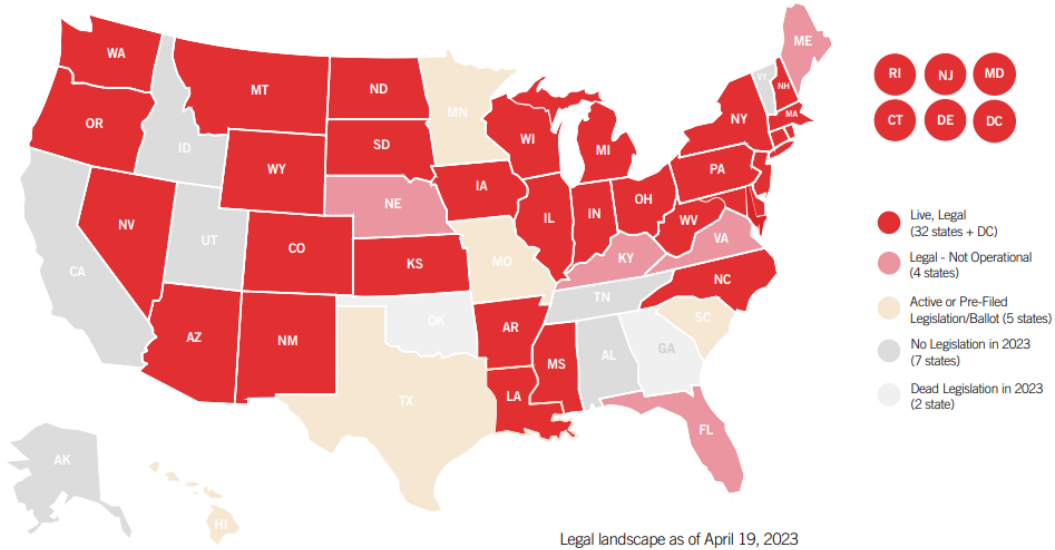 WA
MT
ND
MN
OR
ID
WY
SD
WI
MI
NY
VT
NH
ME
MA
RI
NJ
MD
CT
DE
DC
NV
UT
CA
CO
NE
IA
KS
MO
IL
IN
OH
PA
WV
VA
KY
NC
TN
SC
AZ
NM
OK
AR
TX
LA
MS
AL
GA
FL
AK
HI
Live, Legal
(32 states + DC)
Legal - Not Operational
(4 states)
Active or Pre-Filed
Legislation/Ballot (5 states)
No Legislation in 2023
(7 states)
Dead Legislation in 2023
(2 state)
Legal landscape as of April 19, 2023